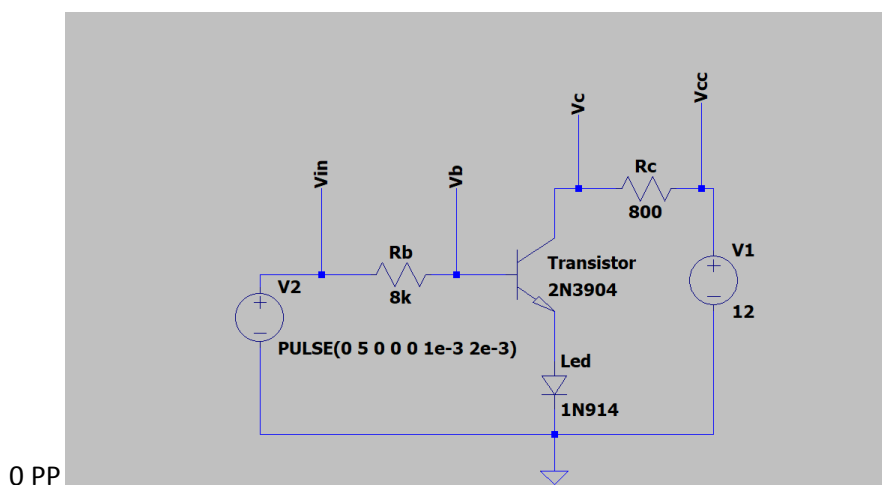 Vin
Vb
Vc
Vcc
Rc
800
V1
12
Rb
8k
Transistor
2N3904
V2
PULSE(0 5 0 0 0 1e-3 2e-3)
Led
1N914
0 PP